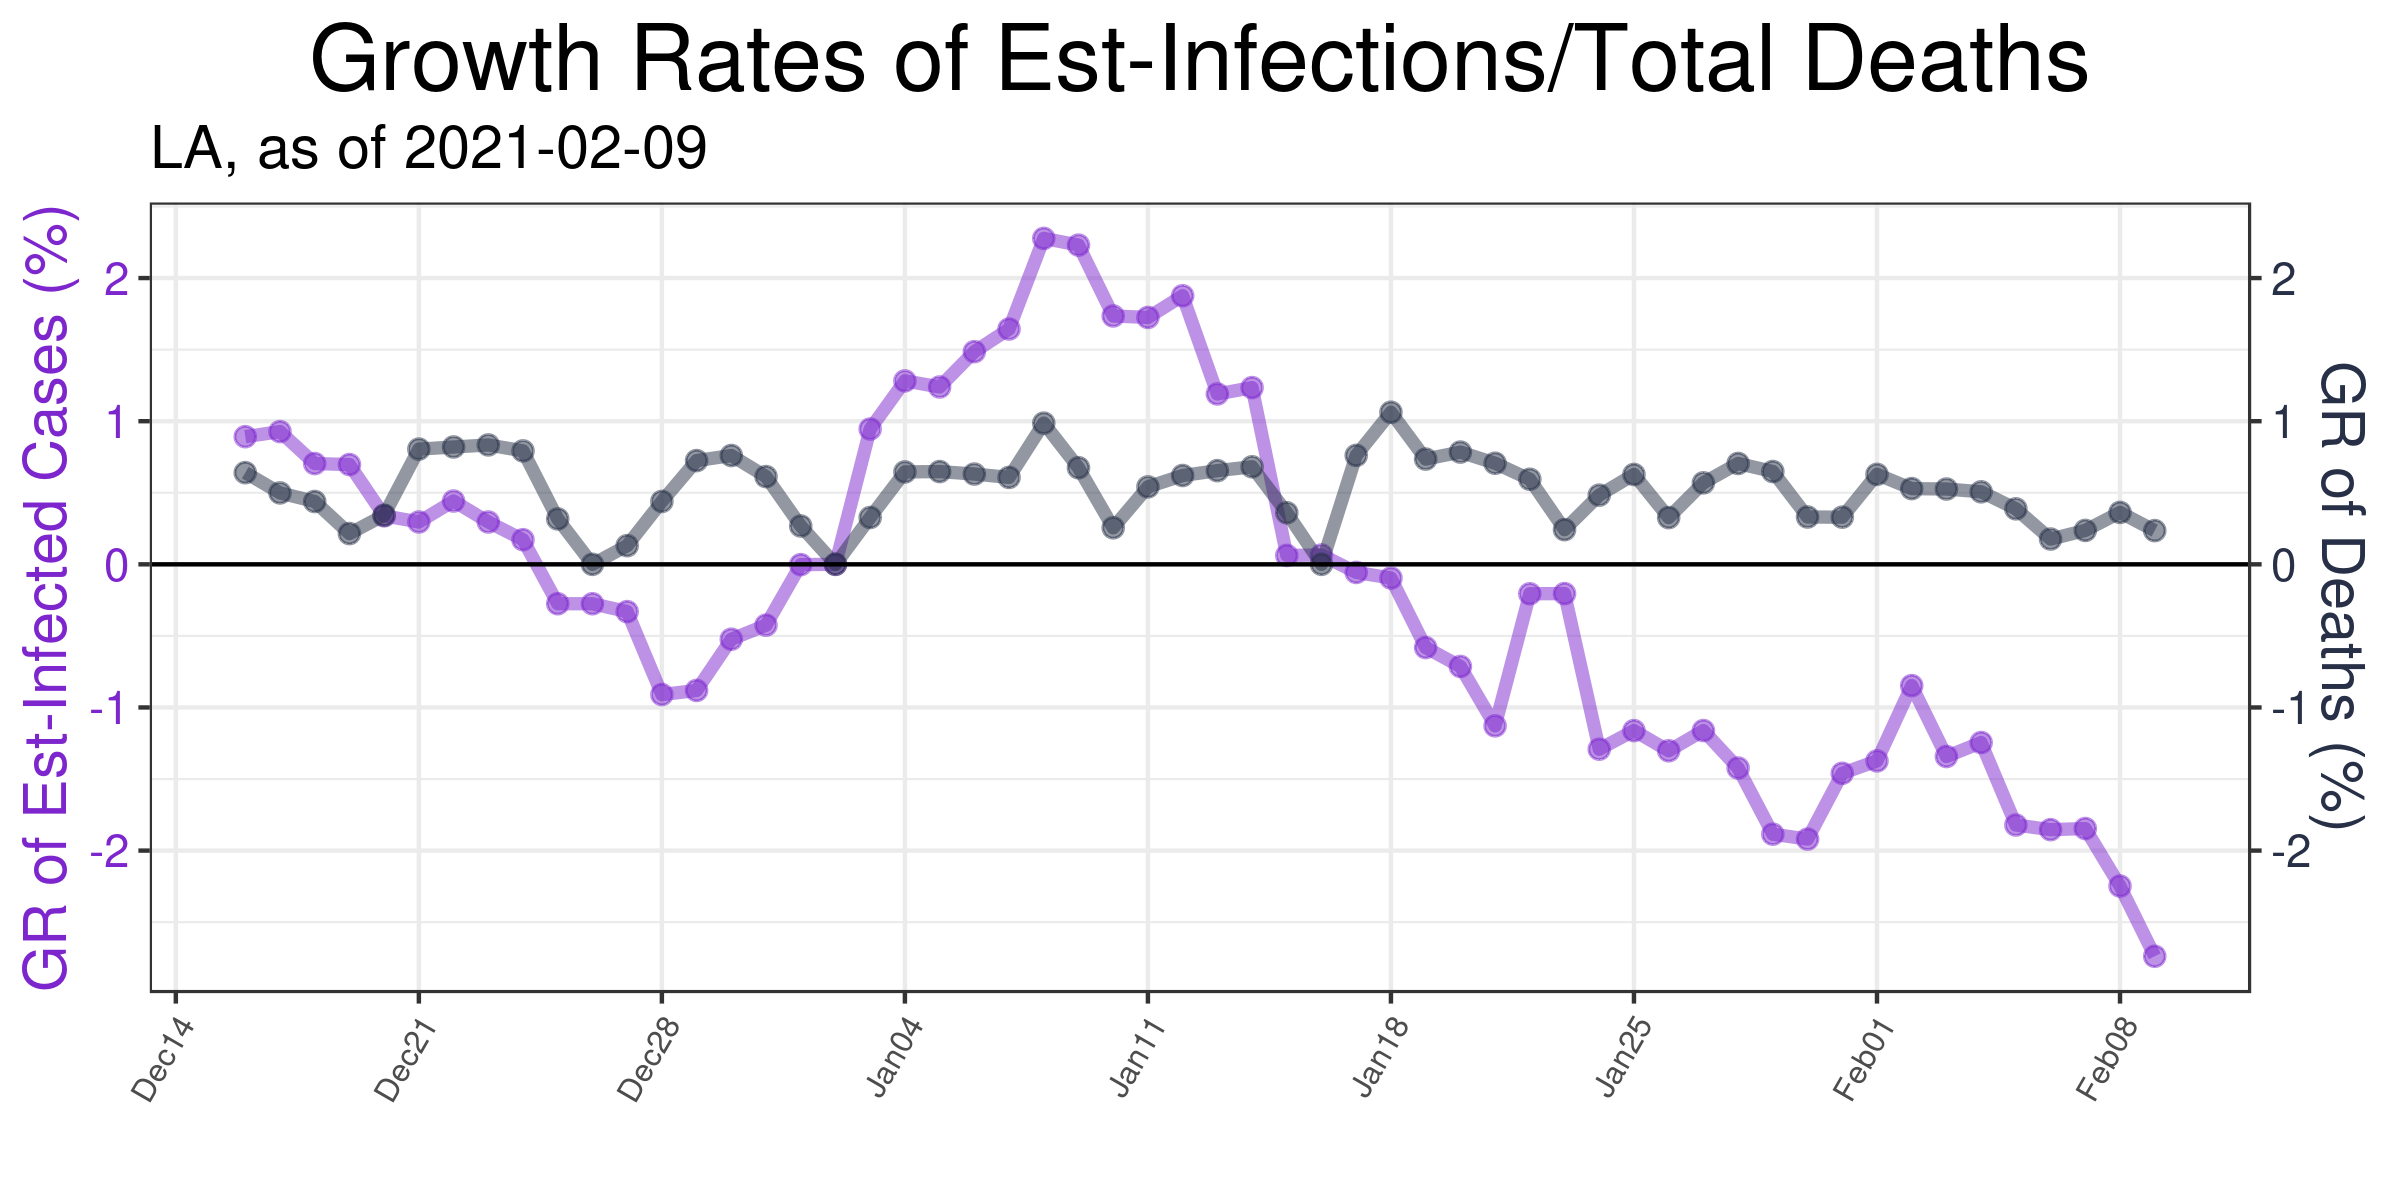 Growth Rates of Est-Infections/Total Deaths
LA, as of 2021-02-09
GR of Est-Infected Cases (%)
2
1
0
-1
-2
2
1
0
-1
-2
GR of Deaths (%)
Dec14
Dec21
Dec28
Jan04
Jan11
Jan18
Jan25
Feb01
Feb08